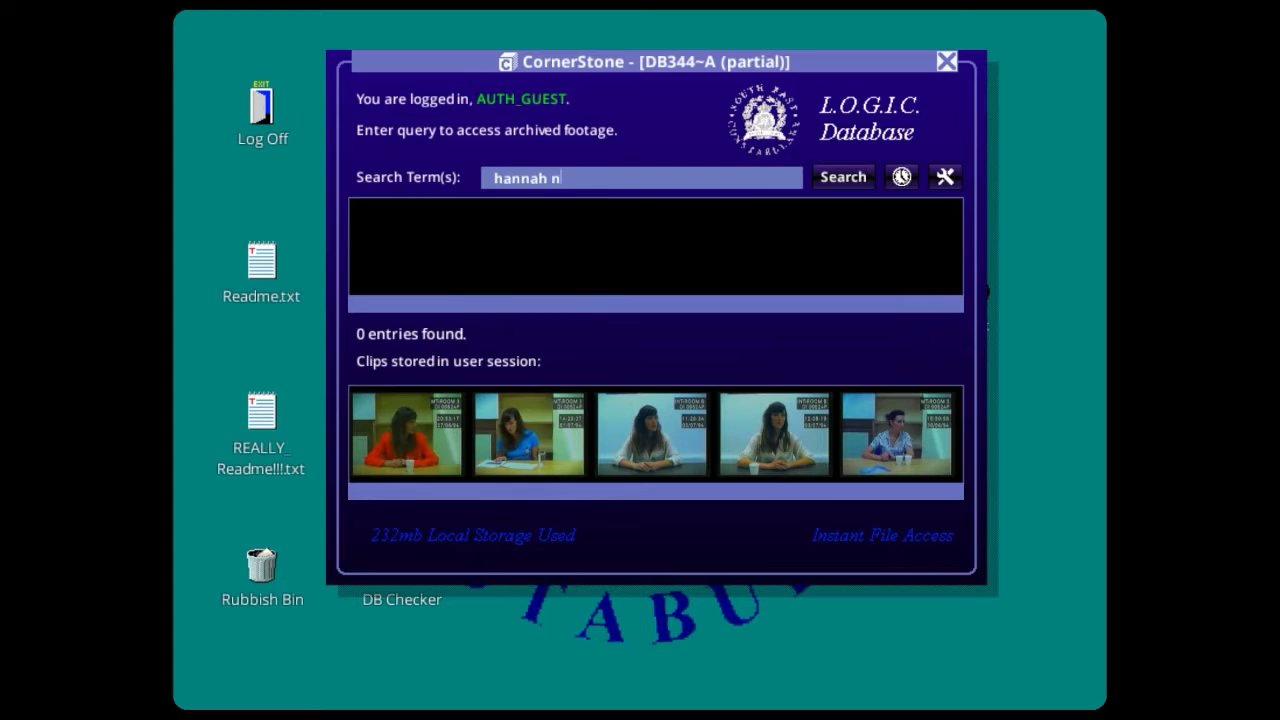 CornerStone - [DB344~A (partial)]
EXIT
Log Off
You are logged in, AUTH_GUEST.
Enter query to access archived footage.
L.O.G.I.C.
Database
Search Term(s):
hannah n
Search
Readme.txt
0 entries found.
Clips stored in user session:
REALLY_
Readme!!!.txt
232mb Local Storage Used
Instant File Access
Rubbish Bin
DB Checker
TABU